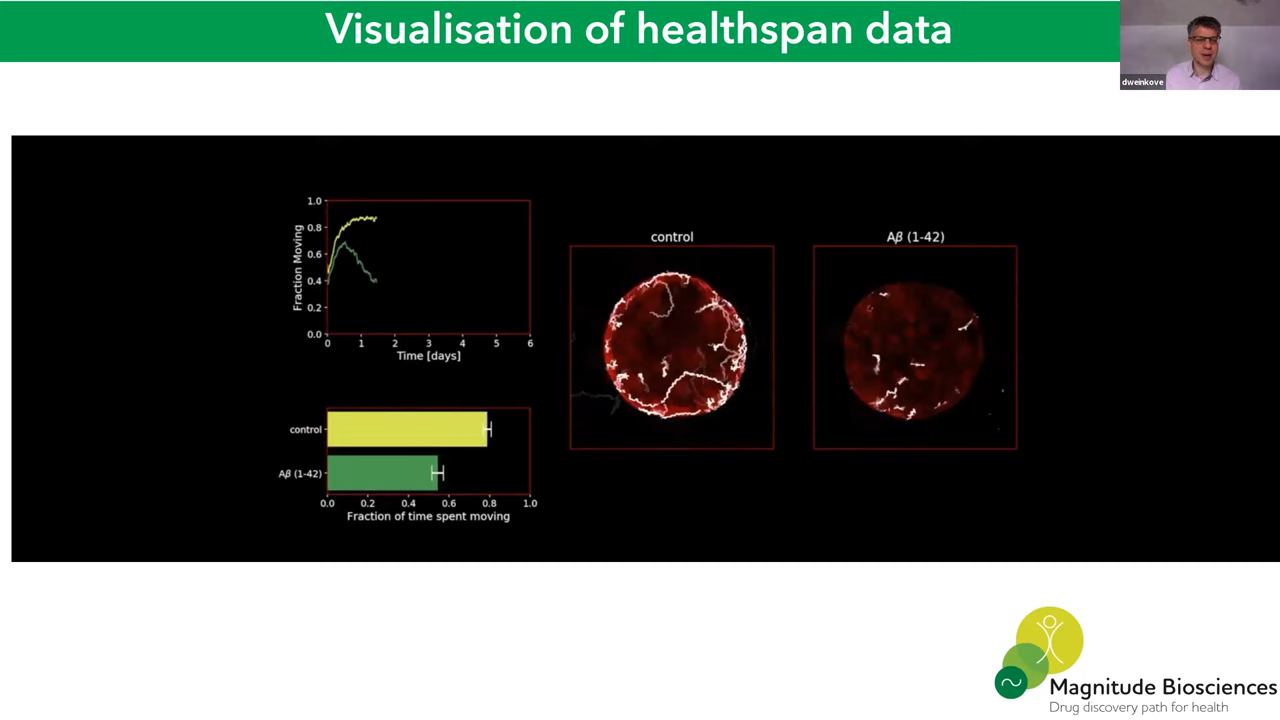 Visualisation of healthspan data
dweinkove
1.0
0.8
0.6
0.4
0.2
0.0
Fraction Moving
0 1 2 3 4 5 6
Time [days]
control
Aβ (1-42)
control
Aβ (1-42)
0.0 0.2 0.4 0.6 0.8 1.0
Fraction of time spent moving
Magnitude Biosciences
Drug discovery path for health